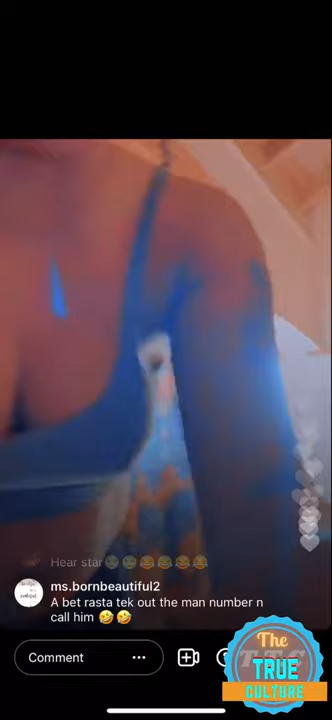 Hear star😅😅😂😂😂😂
ms.bornbeautiful2
A bet rasta tek out the man number n
call him 🤣🤣
Comment
The
TRUE
CULTURE